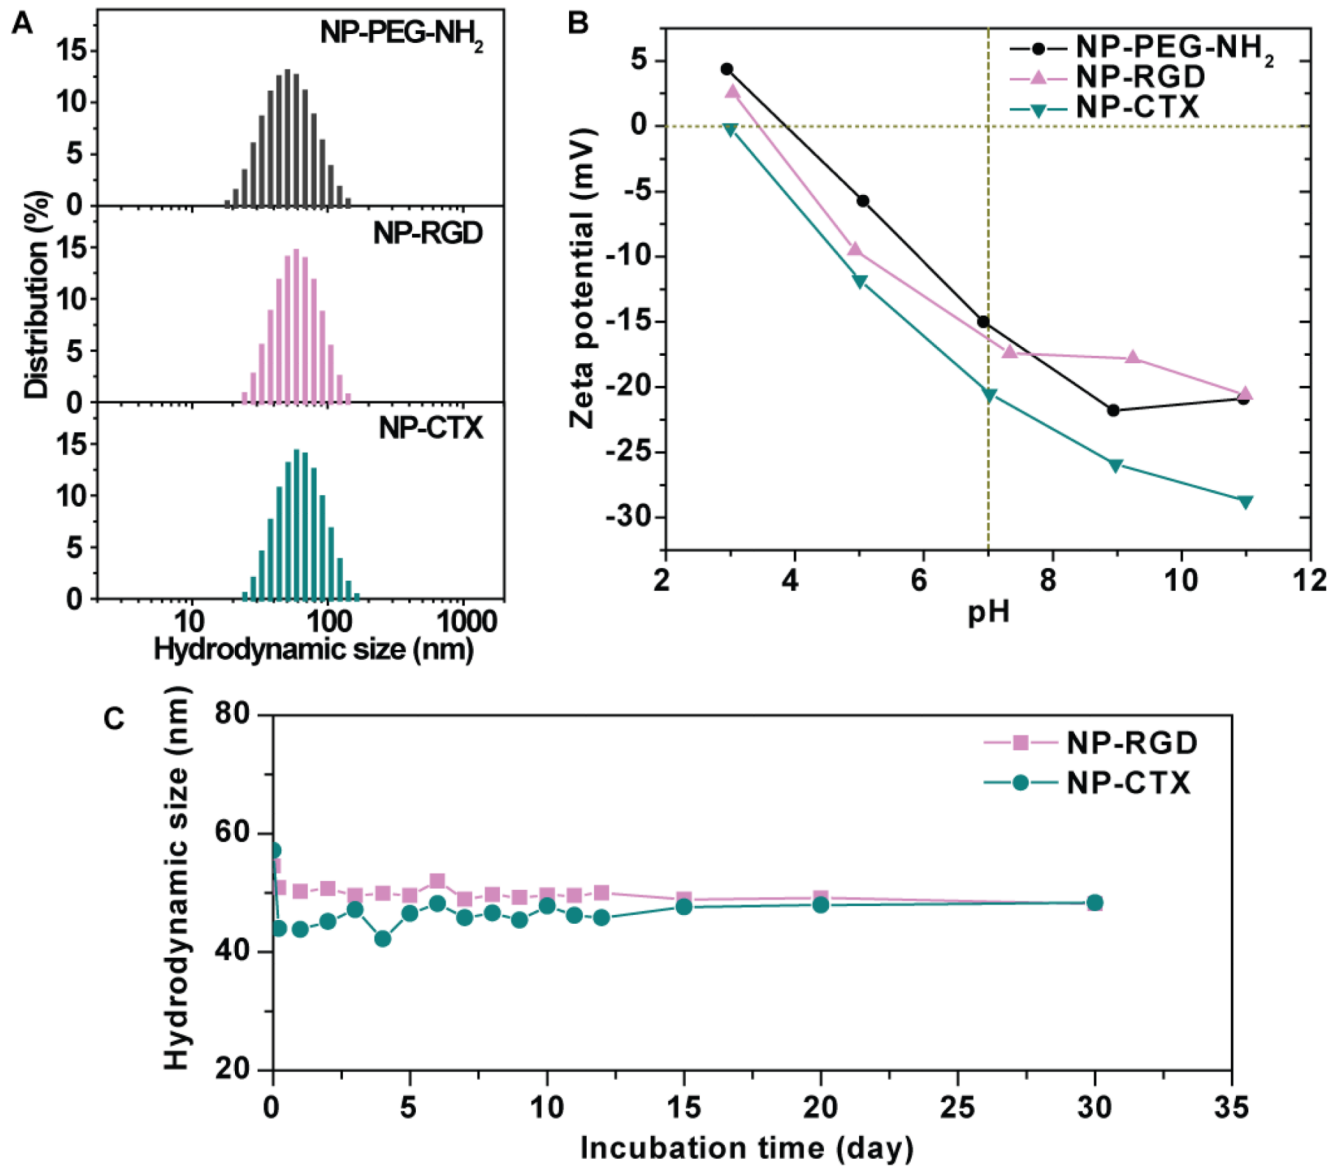 A
NP-PEG-NH2
15
10
5
0
NP-RGD
15
10
5
0
NP-CTX
15
10
5
0
10 100 1000
Hydrodynamic size (nm)
Distribution (%)
B
NP-PEG-NH2
NP-RGD
NP-CTX
5
0
-5
-10
-15
-20
-25
-30
2 4 6 8 10 12
pH
Zeta potential (mV)
C
NP-RGD
NP-CTX
80
60
40
20
0 5 10 15 20 25 30 35
Incubation time (day)
Hydrodynamic size (nm)